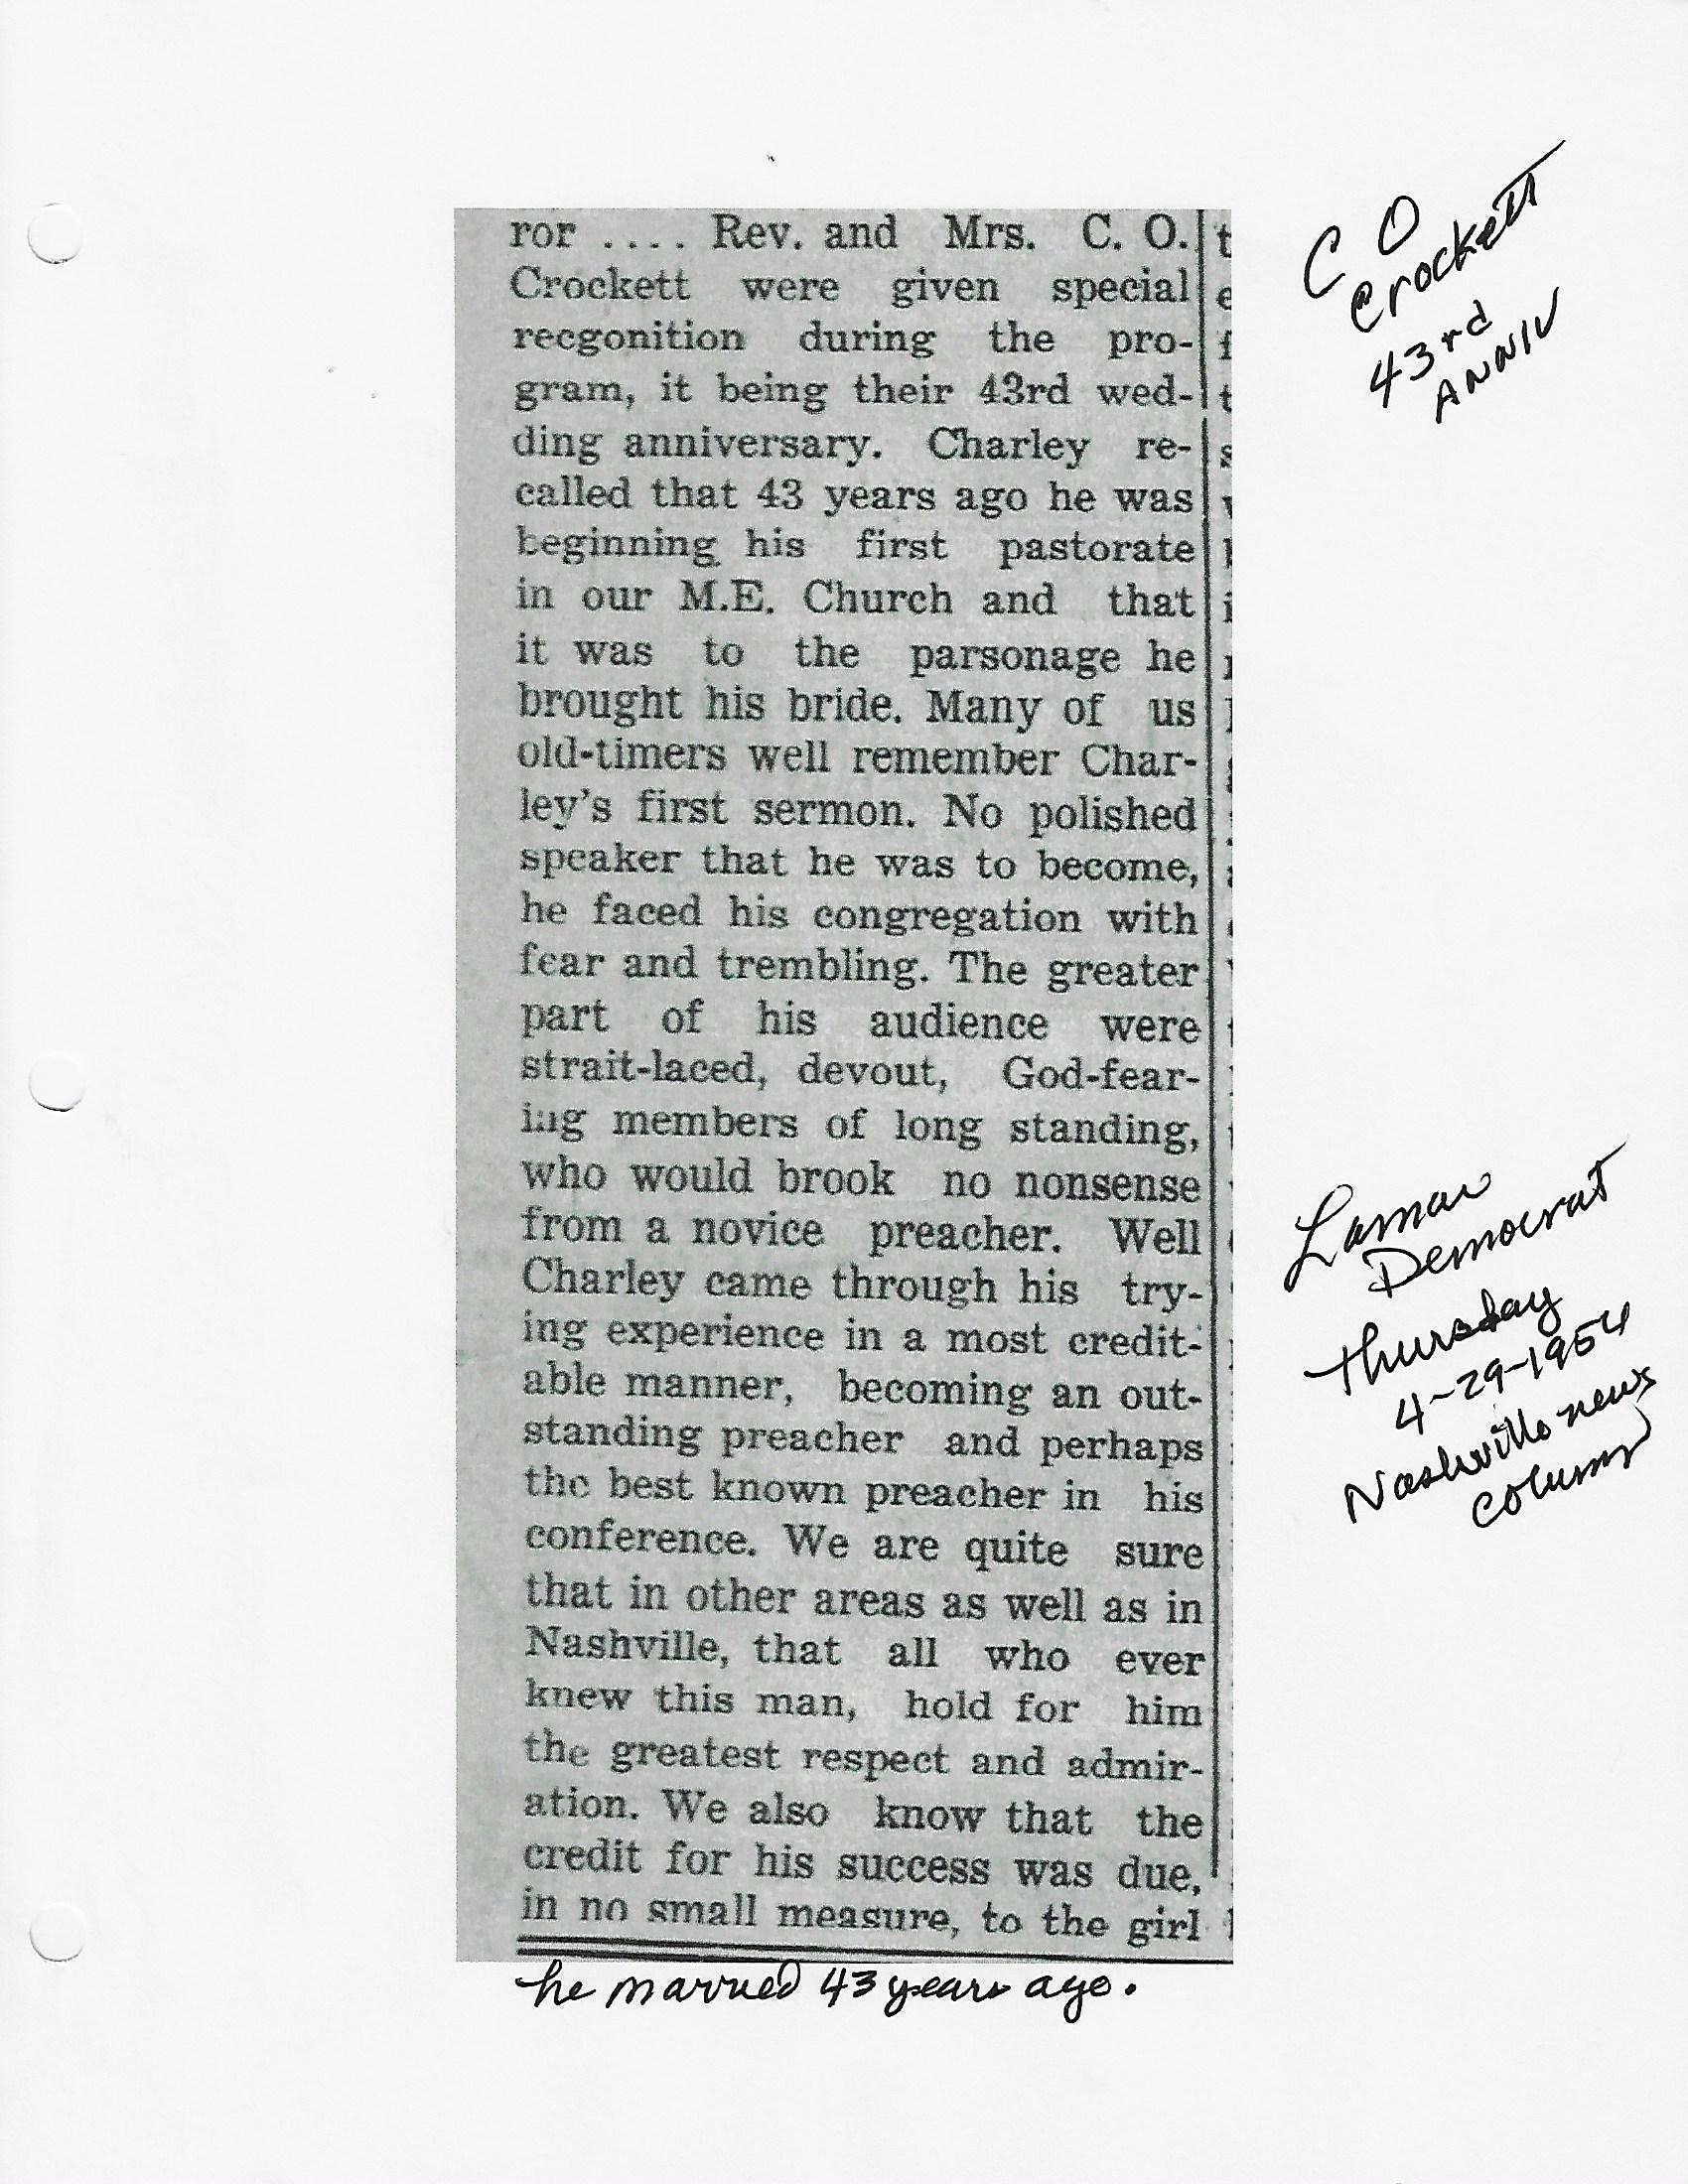 ror .... Rev. and Mrs. C. O.
Crockett were given special
recgonition during the pro-
gram, it being their 43rd wed-
ding anniversary. Charley re-
called that 43 years ago he was
beginning his first pastorate
in our M.E. Church and that
it was to the parsonage he
brought his bride. Many of us
old-timers well remember Char-
ley's first sermon. No polished
speaker that he was to become,
he faced his congregation with
fear and trembling. The greater
part of his audience were
strait-laced, devout, God-fear-
ing members of long standing,
who would brook no nonsense
from a novice preacher. Well
Charley came through his try-
ing experience in a most credit-
able manner, becoming an out-
standing preacher and perhaps
the best known preacher in his
conference. We are quite sure
that in other areas as well as in
Nashville, that all who ever
knew this man, hold for him
the greatest respect and admir-
ation. We also know that the
credit for his success was due,
in no small measure, to the girl
he married 43 years ago.
C O
Crockett
43rd
ANNIV
Lamar
Democrat
Thursday
4-29-1954
Nashville news
column